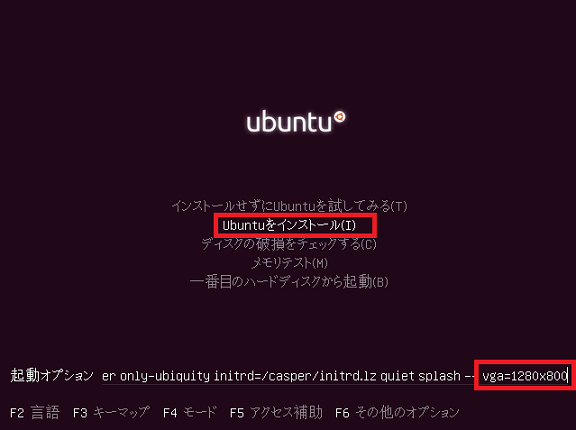 ubuntu
インストールせずにUbuntuを試してみる(T)
Ubuntuをインストール(I)
ディスクの破損をチェックする(C)
メモリテスト(M)
一番目のハードディスクから起動(B)
起動オプション er only-ubiquity initrd=/casper/initrd.lz quiet splash -- vga=1280x800
F2 言語 F3 キーマップ F4 モード F5 アクセス補助 F6 その他のオプション